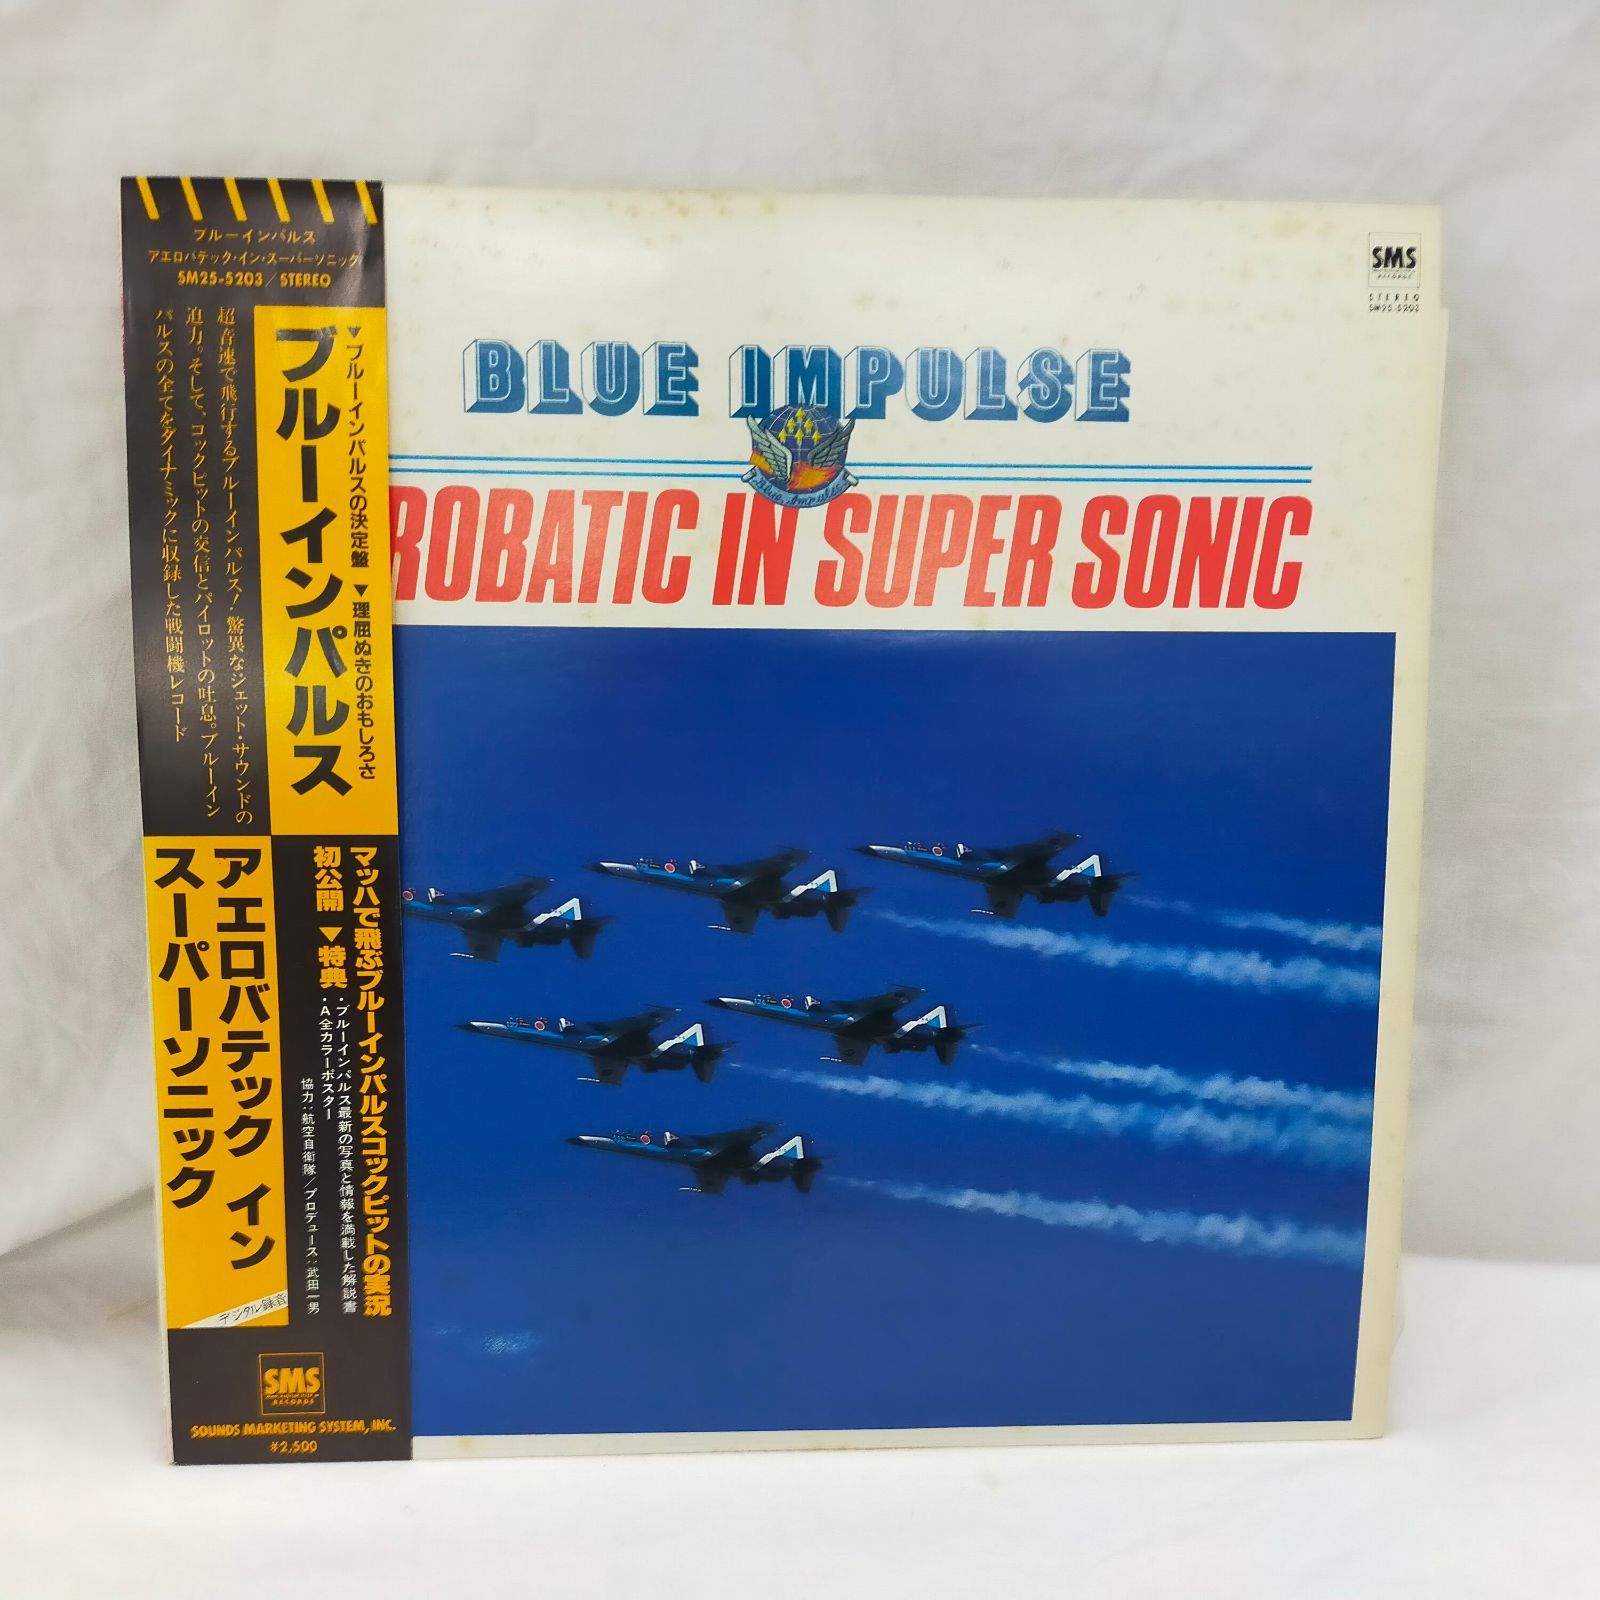 ブルーインパルス
アエロバテック・イン・スーパーソニック
SM25-5203/STEREO
▼ブルーインパルスの決定盤 ▼理屈ぬきのおもしろさ
ブルーインパルス
超音速で飛行するブルーインパルス!驚異なジェット・サウンドの
迫力。そして、コックピットの交信とパイロットの吐息。ブルーイン
パルスの全てをダイナミックに収録した戦闘機レコード
マッハで飛ぶブルーインパルスコックピットの実況
初公開 ▼特典
・ブルーインパルス最新の写真と情報を満載した解説書
・A全カラーポスター
協力:航空自衛隊/プロデュース:武田一男
アエロバテック イン
スーパーソニック
デジタル録音
SMS
RECORDS
SOUNDS MARKETING SYSTEM, INC.
¥2,500
SMS
RECORDS
STEREO
SM25-5203
BLUE IMPULSE
Blue Impulse
ROBATIC IN SUPER SONIC